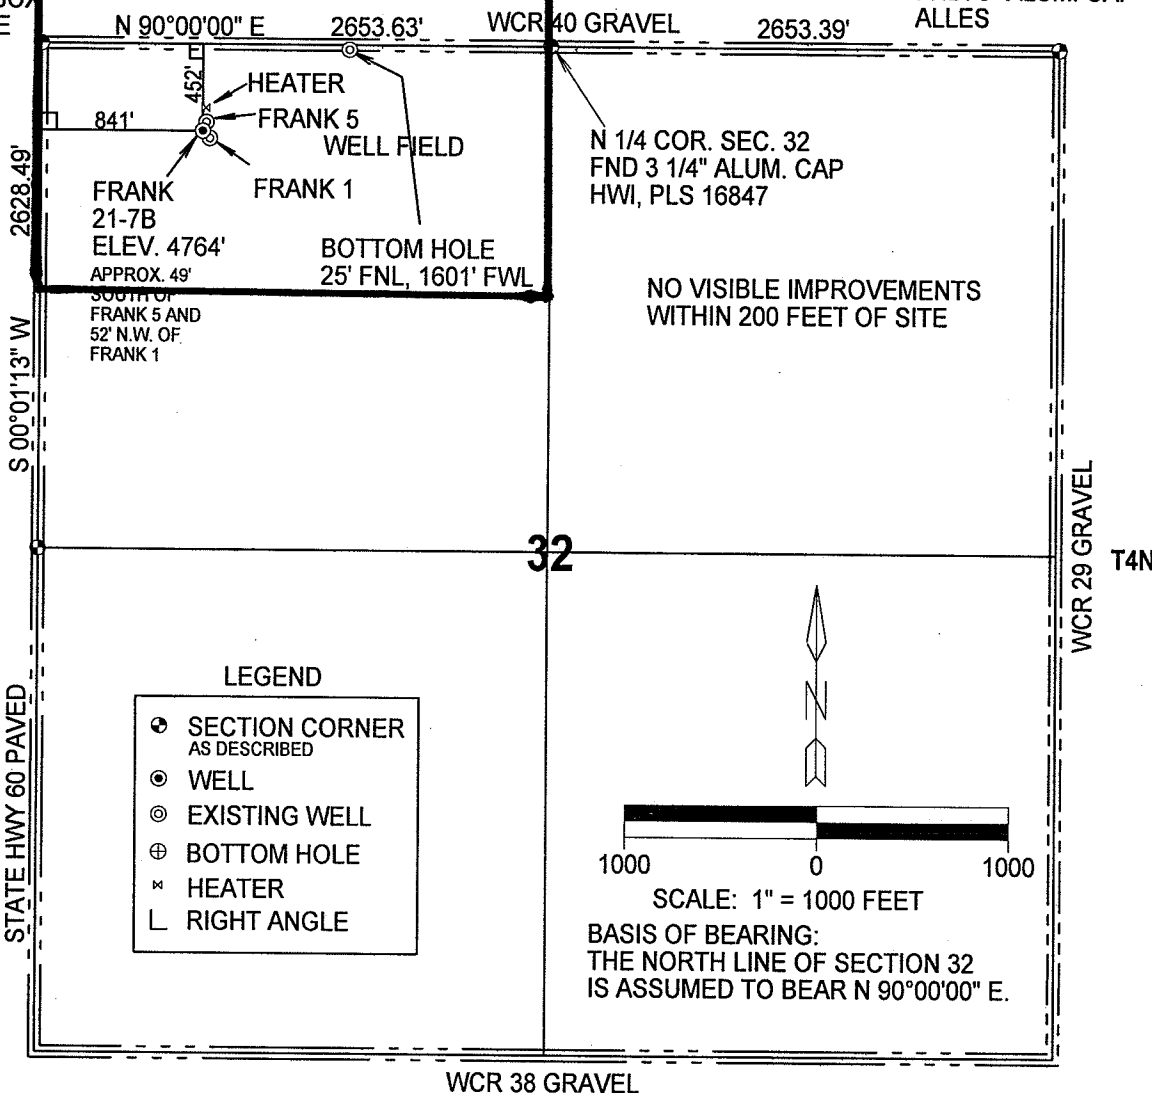 N 90°00'00" E
2653.63'
WCR 40 GRAVEL
2653.39'
ALLES
452'
HEATER
841'
FRANK 5
WELL FIELD
FRANK 1
2628.49'
FRANK
21-7B
ELEV. 4764'
APPROX. 49'
SOUTH OF
FRANK 5 AND
52' N.W. OF
FRANK 1
BOTTOM HOLE
25' FNL, 1601' FWL
N 1/4 COR. SEC. 32
FND 3 1/4" ALUM. CAP
HWI, PLS 16847
NO VISIBLE IMPROVEMENTS
WITHIN 200 FEET OF SITE
S 00°01'13" W
32
WCR 29 GRAVEL
T4N
STATE HWY 60 PAVED
LEGEND
SECTION CORNER
AS DESCRIBED
WELL
EXISTING WELL
BOTTOM HOLE
HEATER
RIGHT ANGLE
N
1000 0 1000
SCALE: 1" = 1000 FEET
BASIS OF BEARING:
THE NORTH LINE OF SECTION 32
IS ASSUMED TO BEAR N 90°00'00" E.
WCR 38 GRAVEL